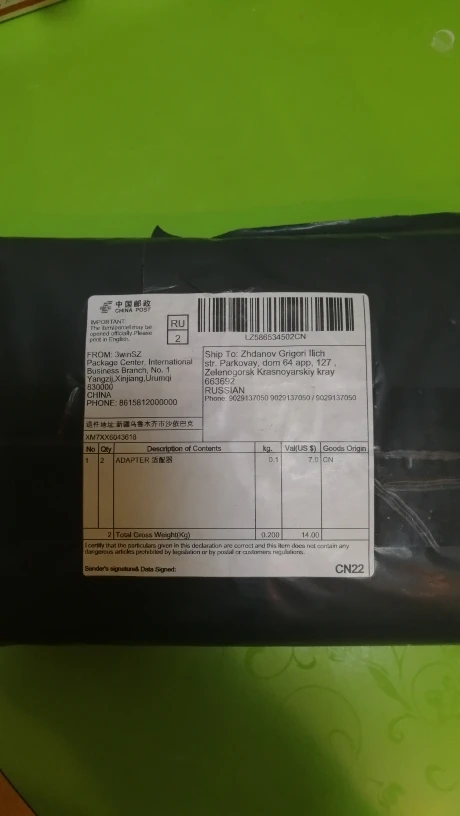 中国邮政
CHINA POST
IMPORTANT:
The item/parcel may be
opened officially.Please
print in English.
RU
2
LZ586534502CN
FROM: 3winSZ
Package Center, International
Business Branch, No. 1
Yangzij,Xinjiang,Urumqi
830000
CHINA
PHONE: 8615812000000
Ship To: Zhdanov Grigori Ilich
str. Parkovay, dom 64 app, 127 ,
Zelenogorsk Krasnoyarskiy kray
663692
RUSSIAN
Phone: 9029137050 9029137050 / 9029137050
退件地址:新疆乌鲁木齐市沙依巴克
XM7XX6043618
No Qty Description of Contents kg. Val(US $) Goods Origin
1 2 ADAPTER 适配器 0.1 7.0 CN
2 Total Gross Weight(Kg) 0.200 14.00
I certify that the particulars given in this declaration are correct and this item does not contain any
dangerous articles prohibited by legislation or by postal or customers regulations.
Sender's signature& Data Signed:
CN22